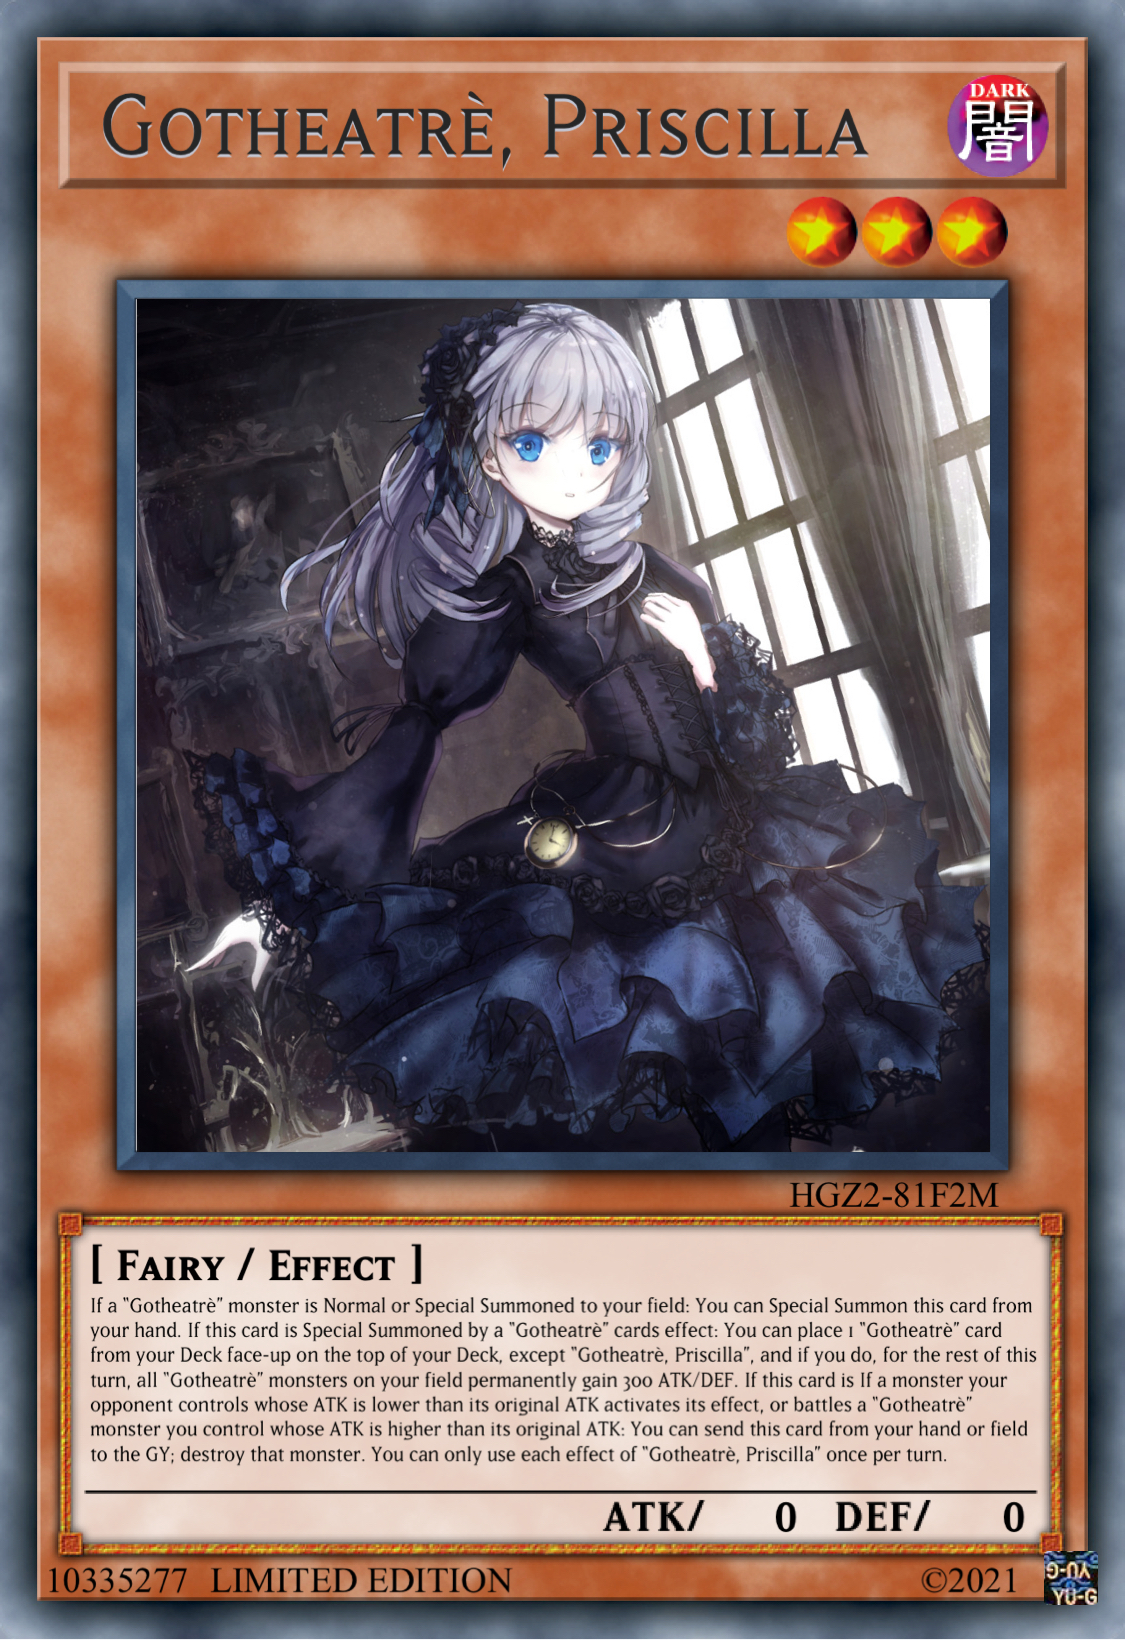 Gotheatrè, Priscilla
DARK
闇
HGZ2-81F2M
[ Fairy / Effect ]
If a "Gotheatrè" monster is Normal or Special Summoned to your field: You can Special Summon this card from
your hand. If this card is Special Summoned by a "Gotheatrè" cards effect: You can place 1 "Gotheatrè" card
from your Deck face-up on the top of your Deck, except "Gotheatrè, Priscilla", and if you do, for the rest of this
turn, all "Gotheatrè" monsters on your field permanently gain 300 ATK/DEF. If this card is If a monster your
opponent controls whose ATK is lower than its original ATK activates its effect, or battles a "Gotheatrè"
monster you control whose ATK is higher than its original ATK: You can send this card from your hand or field
to the GY; destroy that monster. You can only use each effect of "Gotheatrè, Priscilla" once per turn.
ATK/ 0 DEF/ 0
10335277 LIMITED EDITION ©2021
YU-G
YU-G